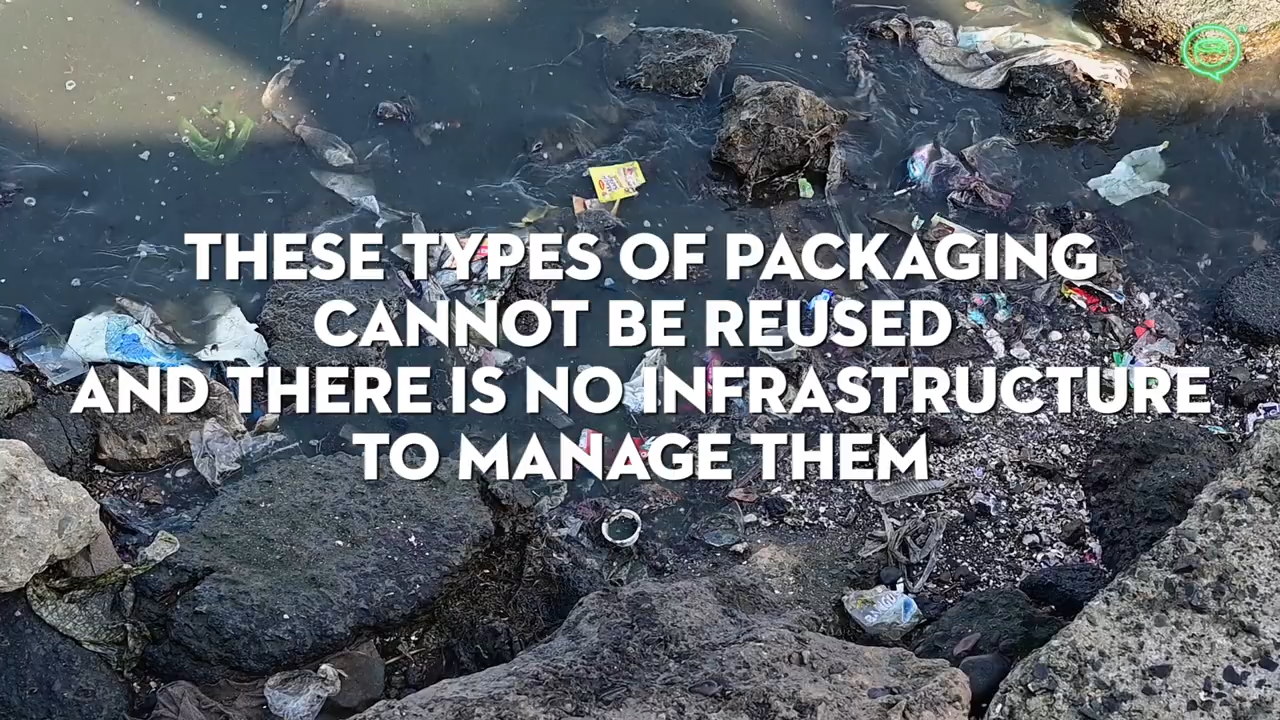 THESE TYPES OF PACKAGING
CANNOT BE REUSED
AND THERE IS NO INFRASTRUCTURE
TO MANAGE THEM